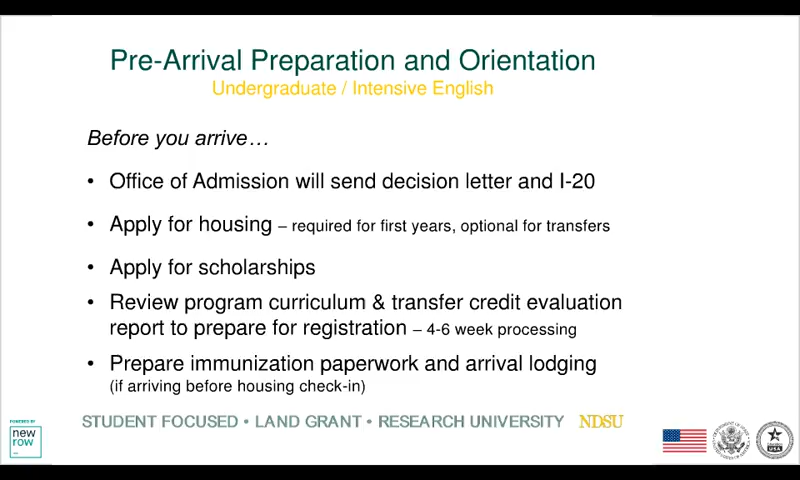 Pre-Arrival Preparation and Orientation
Undergraduate / Intensive English
Before you arrive…
• Office of Admission will send decision letter and I-20
• Apply for housing – required for first years, optional for transfers
• Apply for scholarships
• Review program curriculum & transfer credit evaluation
report to prepare for registration – 4-6 week processing
• Prepare immunization paperwork and arrival lodging
(if arriving before housing check-in)
STUDENT FOCUSED • LAND GRANT • RESEARCH UNIVERSITY NDSU
POWERED BY
new
row